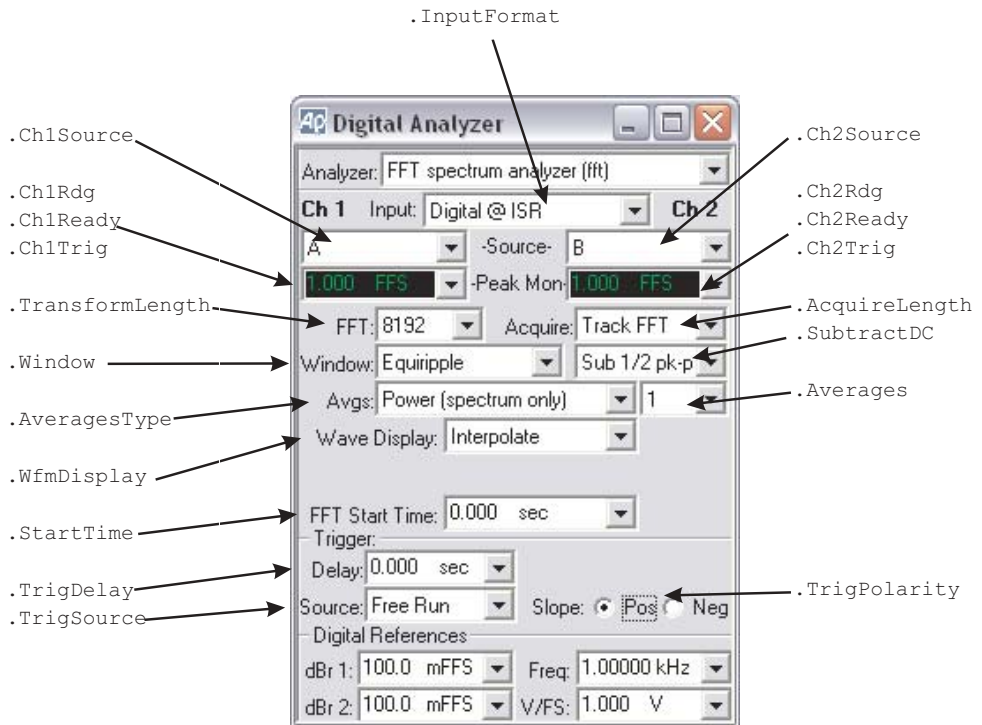 .InputFormat
Ap Digital Analyzer
.Ch1Source
.Ch2Source
Analyzer: FFT spectrum analyzer (fft)
.Ch1Rdg
.Ch2Rdg
Ch 1 Input: Digital @ ISR Ch 2
.Ch1Ready
.Ch2Ready
.Ch1Trig
.Ch2Trig
A -Source- B
1.000 FFS -Peak Mon- 1.000 FFS
.TransformLength
.AcquireLength
FFT: 8192 Acquire: Track FFT
.SubtractDC
.Window
Window: Equiripple Sub 1/2 pk-p
.Averages
Avgs: Power (spectrum only) 1
.AveragesType
Wave Display: Interpolate
.WfmDisplay
FFT Start Time: 0.000 sec
.StartTime
Trigger:
Delay: 0.000 sec
.TrigDelay
.TrigPolarity
Source: Free Run Slope: Pos Neg
.TrigSource
Digital References
dBr 1: 100.0 mFFS Freq: 1.00000 kHz
dBr 2: 100.0 mFFS V/FS: 1.000 V